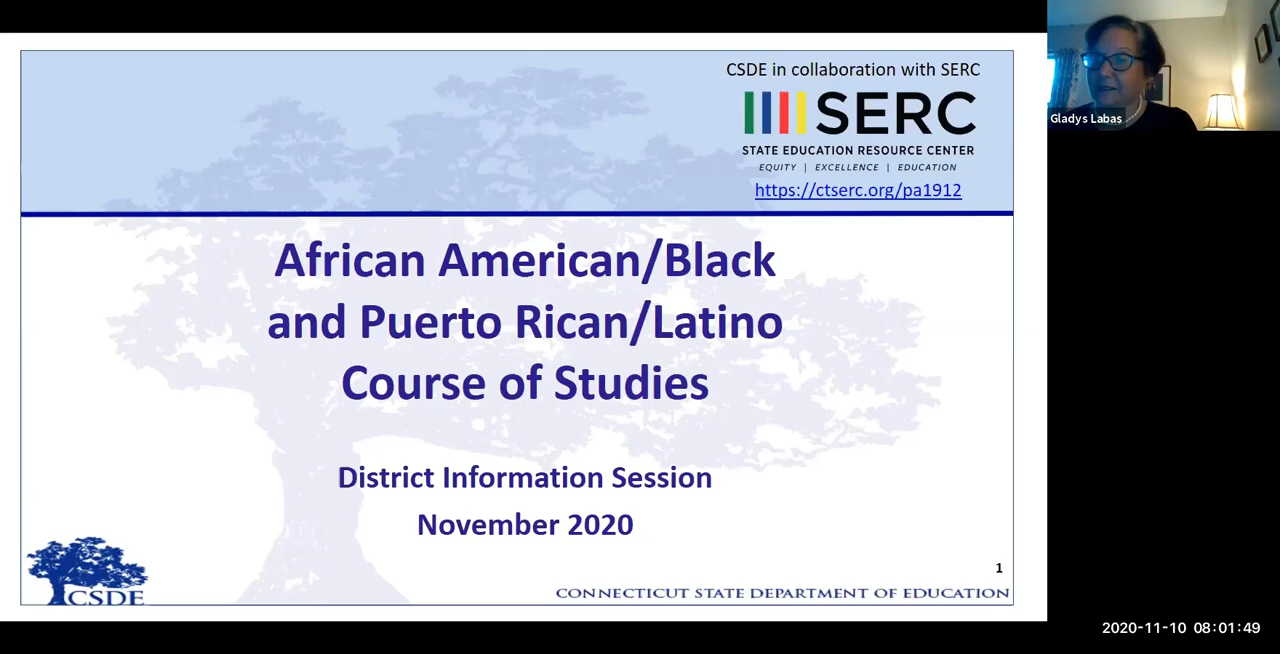 CSDE in collaboration with SERC
SERC
STATE EDUCATION RESOURCE CENTER
EQUITY | EXCELLENCE | EDUCATION
https://ctserc.org/pa1912
African American/Black
and Puerto Rican/Latino
Course of Studies
District Information Session
November 2020
1
CSDE
CONNECTICUT STATE DEPARTMENT OF EDUCATION
Gladys Labas
2020-11-10 08:01:49